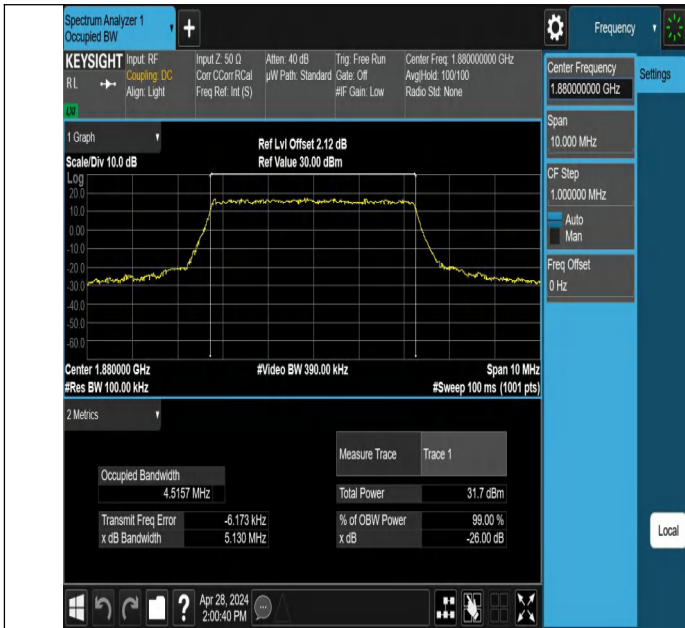 Spectrum Analyzer 1
Occupied BW
Frequency
KEYSIGHT
RL
Input: RF
Coupling: DC
Align: Light
Input Z: 50 Ω
Corr CCorr RCal
Freq Ref: Int (S)
Atten: 40 dB
µW Path: Standard
Trig: Free Run
Gate: Off
#IF Gain: Low
Center Freq: 1.880000000 GHz
Avg|Hold: 100/100
Radio Std: None
1 Graph
Scale/Div 10.0 dB
Ref Lvl Offset 2.12 dB
Ref Value 30.00 dBm
Log
20.0
10.0
0.00
-10.0
-20.0
-30.0
-40.0
-50.0
-60.0
Center 1.880000 GHz
#Video BW 390.00 kHz
Span 10 MHz
#Res BW 100.00 kHz
#Sweep 100 ms (1001 pts)
2 Metrics
Measure Trace
Trace 1
Occupied Bandwidth
4.5157 MHz
Total Power
31.7 dBm
Transmit Freq Error
-6.173 kHz
% of OBW Power
99.00 %
x dB Bandwidth
5.130 MHz
x dB
-26.00 dB
Center Frequency
1.880000000 GHz
Settings
Span
10.000 MHz
CF Step
1.000000 MHz
Auto
Man
Freq Offset
0 Hz
Local
?
Apr 28, 2024
2:00:40 PM